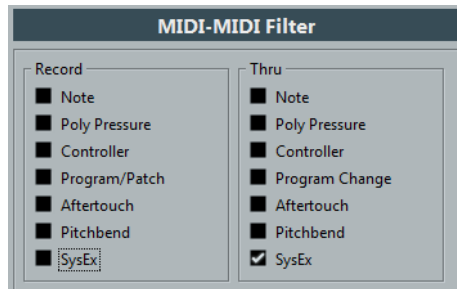 MIDI-MIDI Filter
Record
Note
Poly Pressure
Controller
Program/Patch
Aftertouch
Pitchbend
SysEx
Thru
Note
Poly Pressure
Controller
Program Change
Aftertouch
Pitchbend
SysEx